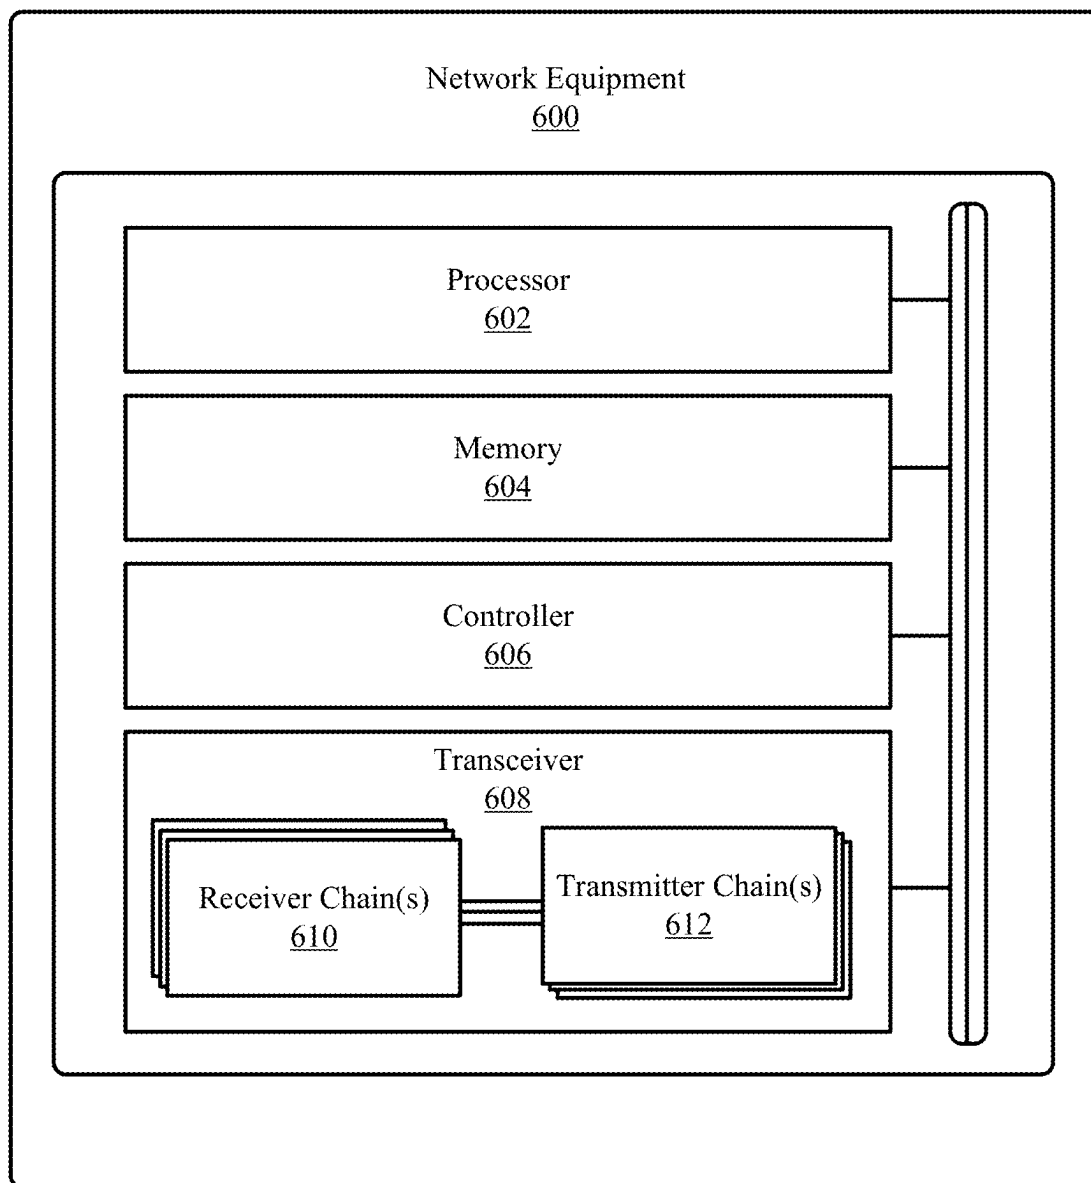 Network Equipment
600
Processor
602
Memory
604
Controller
606
Transceiver
608
Receiver Chain(s)
610
Transmitter Chain(s)
612